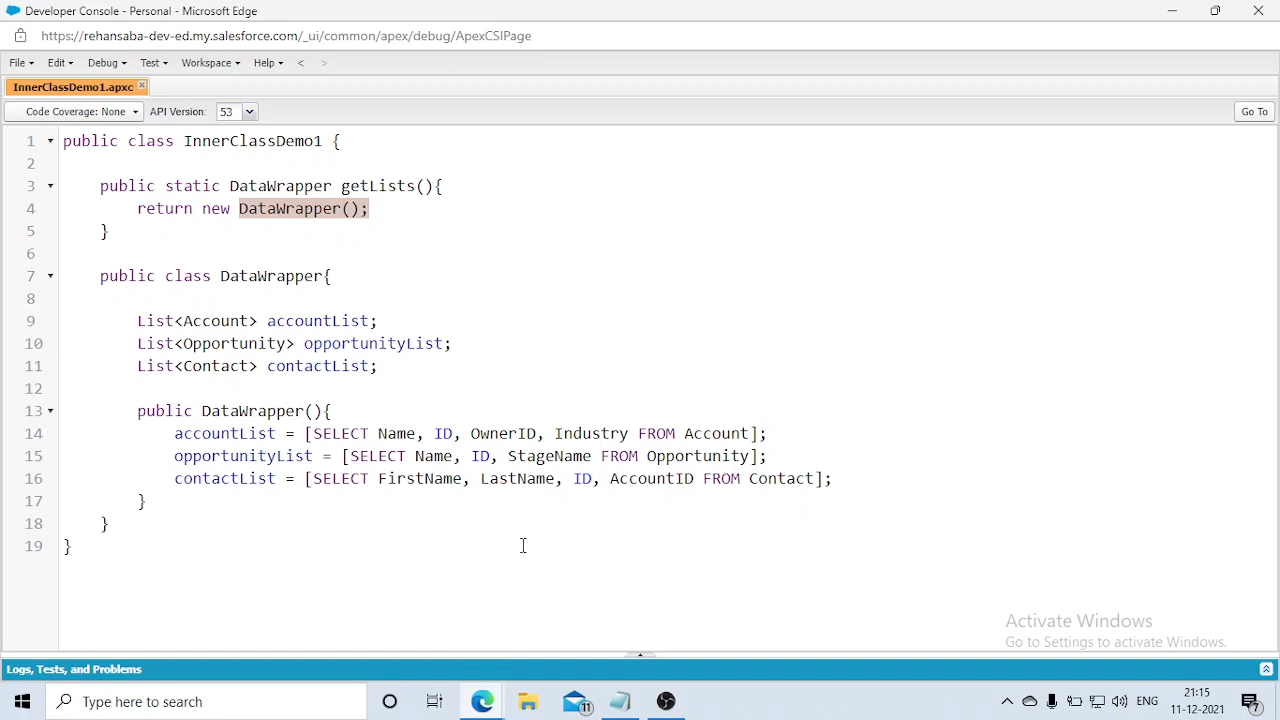 Developer Console - Personal - Microsoft Edge
https://rehansaba-dev-ed.my.salesforce.com/_ui/common/apex/debug/ApexCSIPage
File Edit Debug Test Workspace Help < >
InnerClassDemo1.apxc
Code Coverage: None API Version: 53 Go To
1 public class InnerClassDemo1 {
2
3 public static DataWrapper getLists(){
4 return new DataWrapper();
5 }
6
7 public class DataWrapper{
8
9 List<Account> accountList;
10 List<Opportunity> opportunityList;
11 List<Contact> contactList;
12
13 public DataWrapper(){
14 accountList = [SELECT Name, ID, OwnerID, Industry FROM Account];
15 opportunityList = [SELECT Name, ID, StageName FROM Opportunity];
16 contactList = [SELECT FirstName, LastName, ID, AccountID FROM Contact];
17 }
18 }
19 }
Activate Windows
Go to Settings to activate Windows.
Logs, Tests, and Problems
Type here to search
11
ENG
21:15
11-12-2021
7